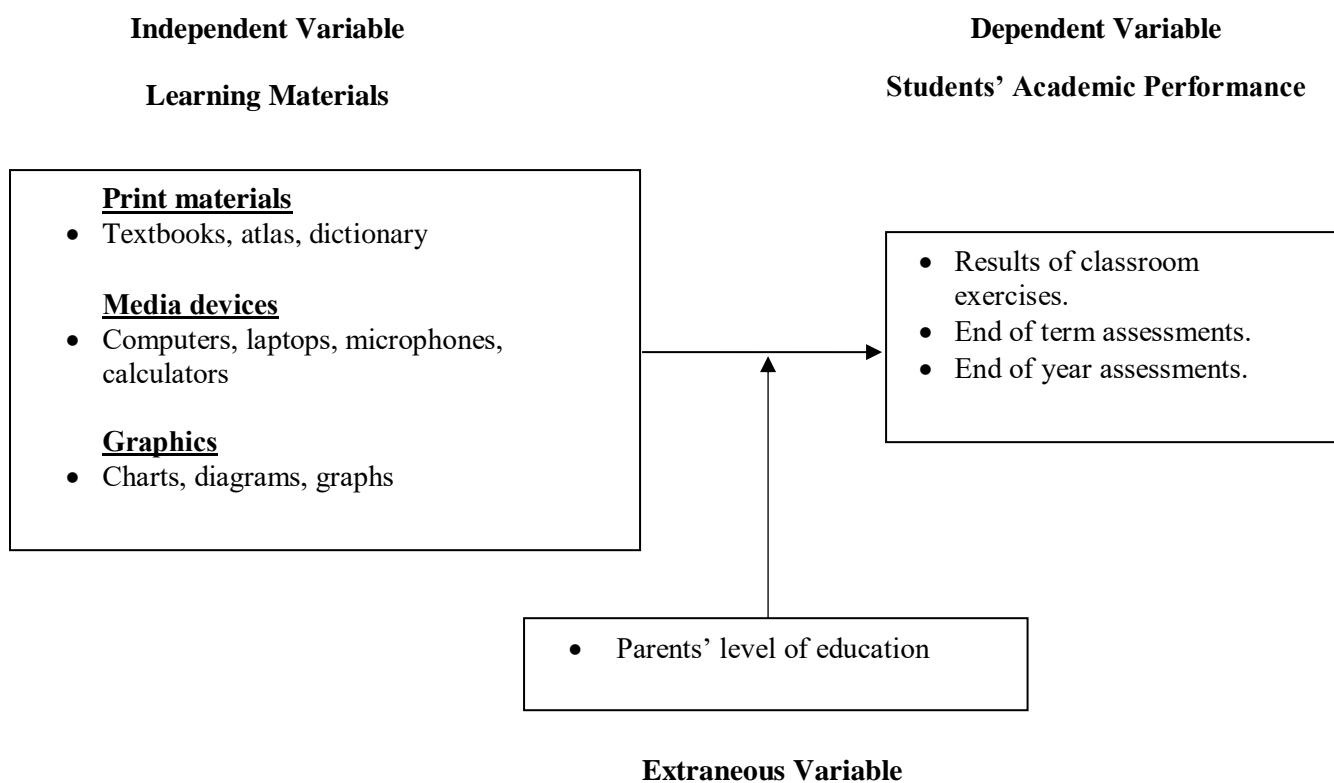 Independent Variable
Learning Materials
Dependent Variable
Students’ Academic Performance
Print materials
• Textbooks, atlas, dictionary
Media devices
• Computers, laptops, microphones,
calculators
Graphics
• Charts, diagrams, graphs
• Results of classroom
exercises.
• End of term assessments.
• End of year assessments.
• Parents’ level of education
Extraneous Variable